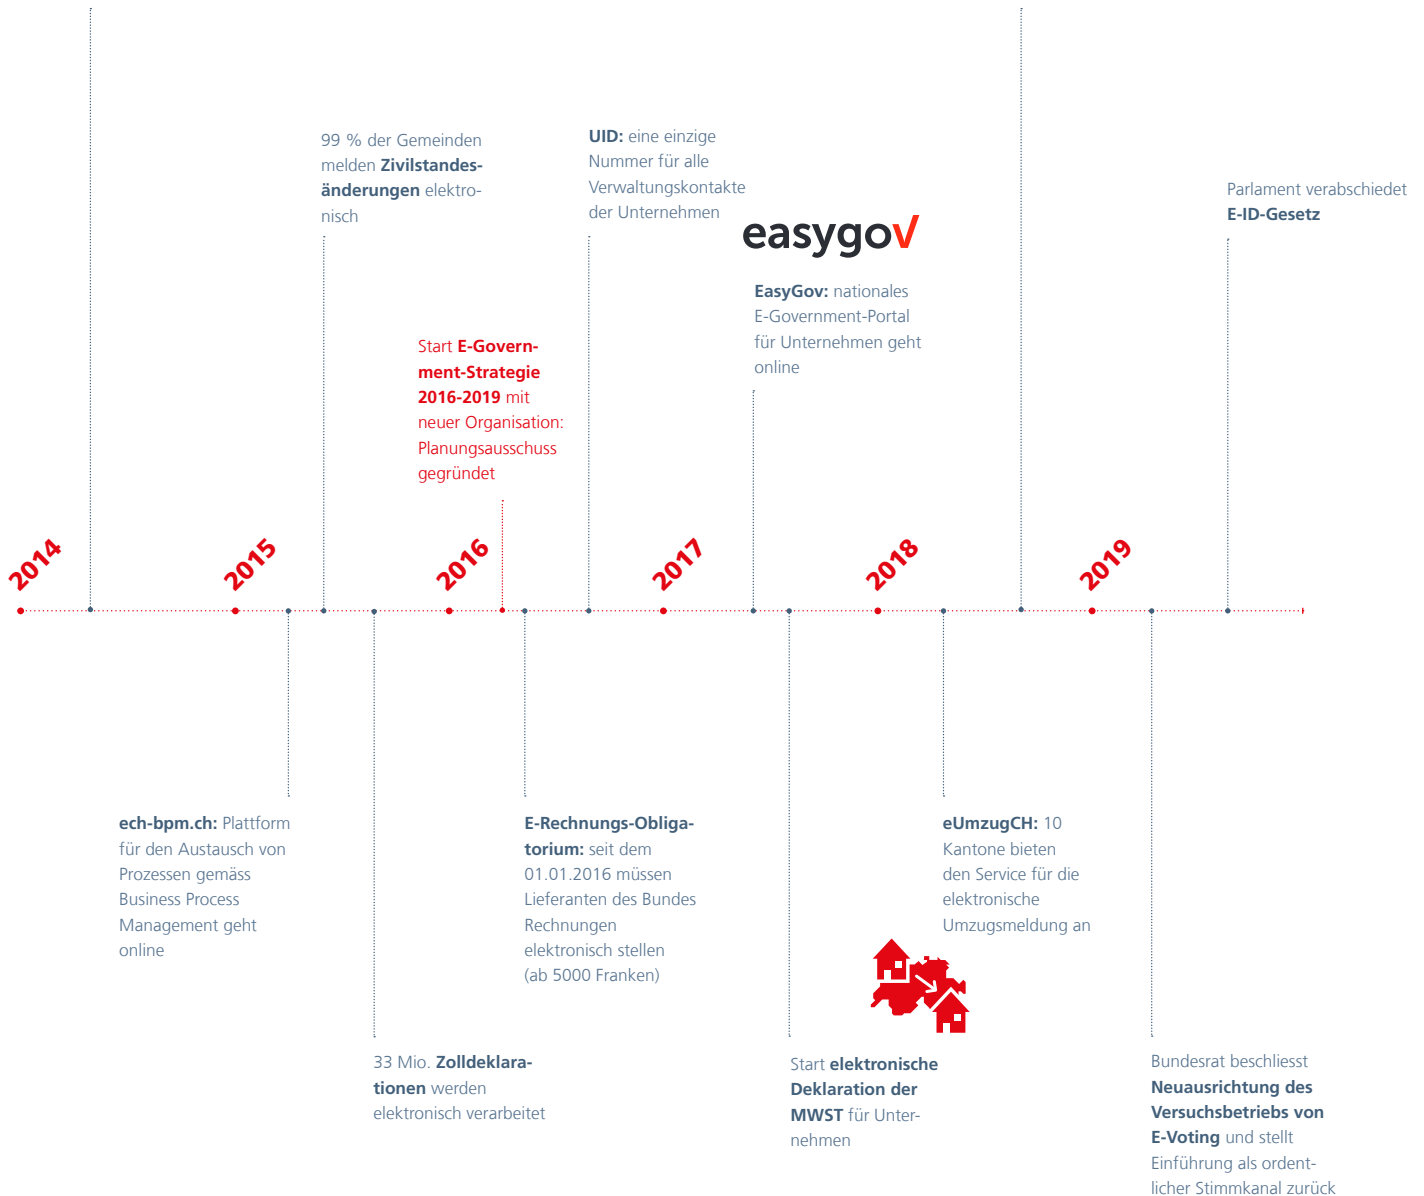 99 % der Gemeinden
melden Zivilstandes-
änderungen elektro-
nisch
UID: eine einzige
Nummer für alle
Verwaltungskontakte
der Unternehmen
easygov
EasyGov: nationales
E-Government-Portal
für Unternehmen geht
online
Parlament verabschiedet
E-ID-Gesetz
Start E-Govern-
ment-Strategie
2016-2019 mit
neuer Organisation:
Planungsausschuss
gegründet
2014
2015
2016
2017
2018
2019
ech-bpm.ch: Plattform
für den Austausch von
Prozessen gemäss
Business Process
Management geht
online
33 Mio. Zolldeklara-
tionen werden
elektronisch verarbeitet
E-Rechnungs-Obliga-
torium: seit dem
01.01.2016 müssen
Lieferanten des Bundes
Rechnungen
elektronisch stellen
(ab 5000 Franken)
Start elektronische
Deklaration der
MWST für Unter-
nehmen
eUmzugCH: 10
Kantone bieten
den Service für die
elektronische
Umzugsmeldung an
Bundesrat beschliesst
Neuausrichtung des
Versuchsbetriebs von
E-Voting und stellt
Einführung als ordent-
licher Stimmkanal zurück